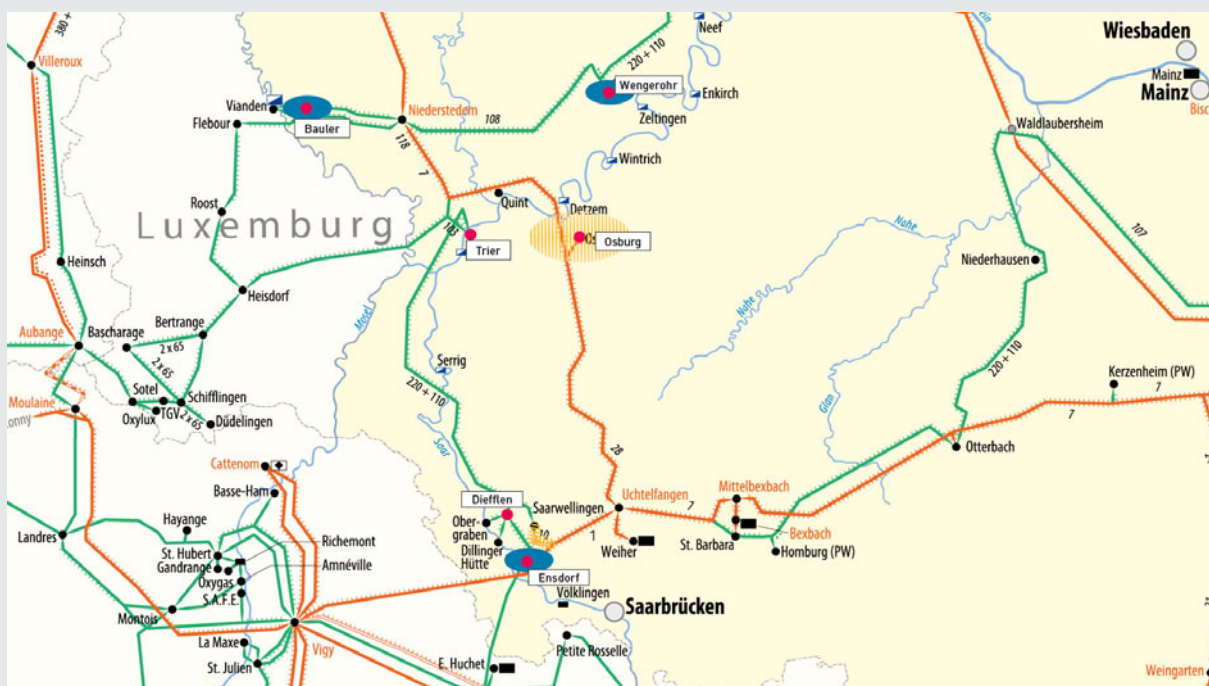 380 +
Villeroux
Neef
220 + 110
Wiesbaden
Mainz
Mainz
Wengerohr
Enkirch
Vianden
Bauler
Niederstedem
Zeltingen
Flebour
108
Waldlaubersheim
118
7
Wintrich
Roost
Quint
Detzem
Luxemburg
Nahe
107
103
Trier
Osburg
Heinsch
Niederhausen
Heisdorf
Mosel
Nahe
Aubange
Bascharage
Bertrange
2 x 65
2 x 65
Serrig
220 + 110
220 + 110
Kerzenheim (PW)
7
Sotel
Schifflingen
Moulaine
Oxylux
TGV
2 x 65
Düdelingen
Glan
7
Saar
28
Otterbach
Cattenom
Basse-Ham
Uchtelfangen
Mittelbexbach
Diefflen
Saarwellingen
7
Hayange
Ober-
graben
10
1
Bexbach
Landres
St. Hubert
Richemont
Dillinger
Hütte
Weiher
St. Barbara
Homburg (PW)
Gandrange
Amnéville
Oxygas
Ensdorf
S.A.F.E.
Völklingen
Saarbrücken
Montois
La Maxe
Vigy
Petite Rosselle
St. Julien
E. Huchet
Weingarten